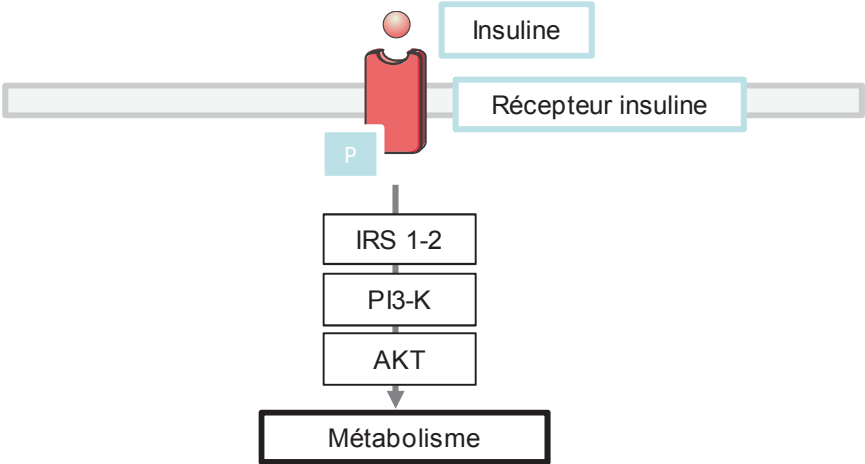 Insuline
Récepteur insuline
P
IRS 1-2
PI3-K
AKT
Métabolisme